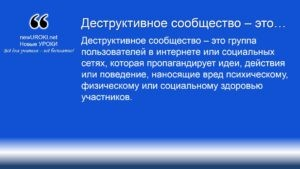 Деструктивное сообщество – это…
newUROKI.net
Новые УРОКИ
Всё для учителя – всё бесплатно!
Деструктивное сообщество – это группа
пользователей в интернете или социальных
сетях, которая пропагандирует идеи, действия
или поведение, наносящие вред психическому,
физическому или социальному здоровью
участников.